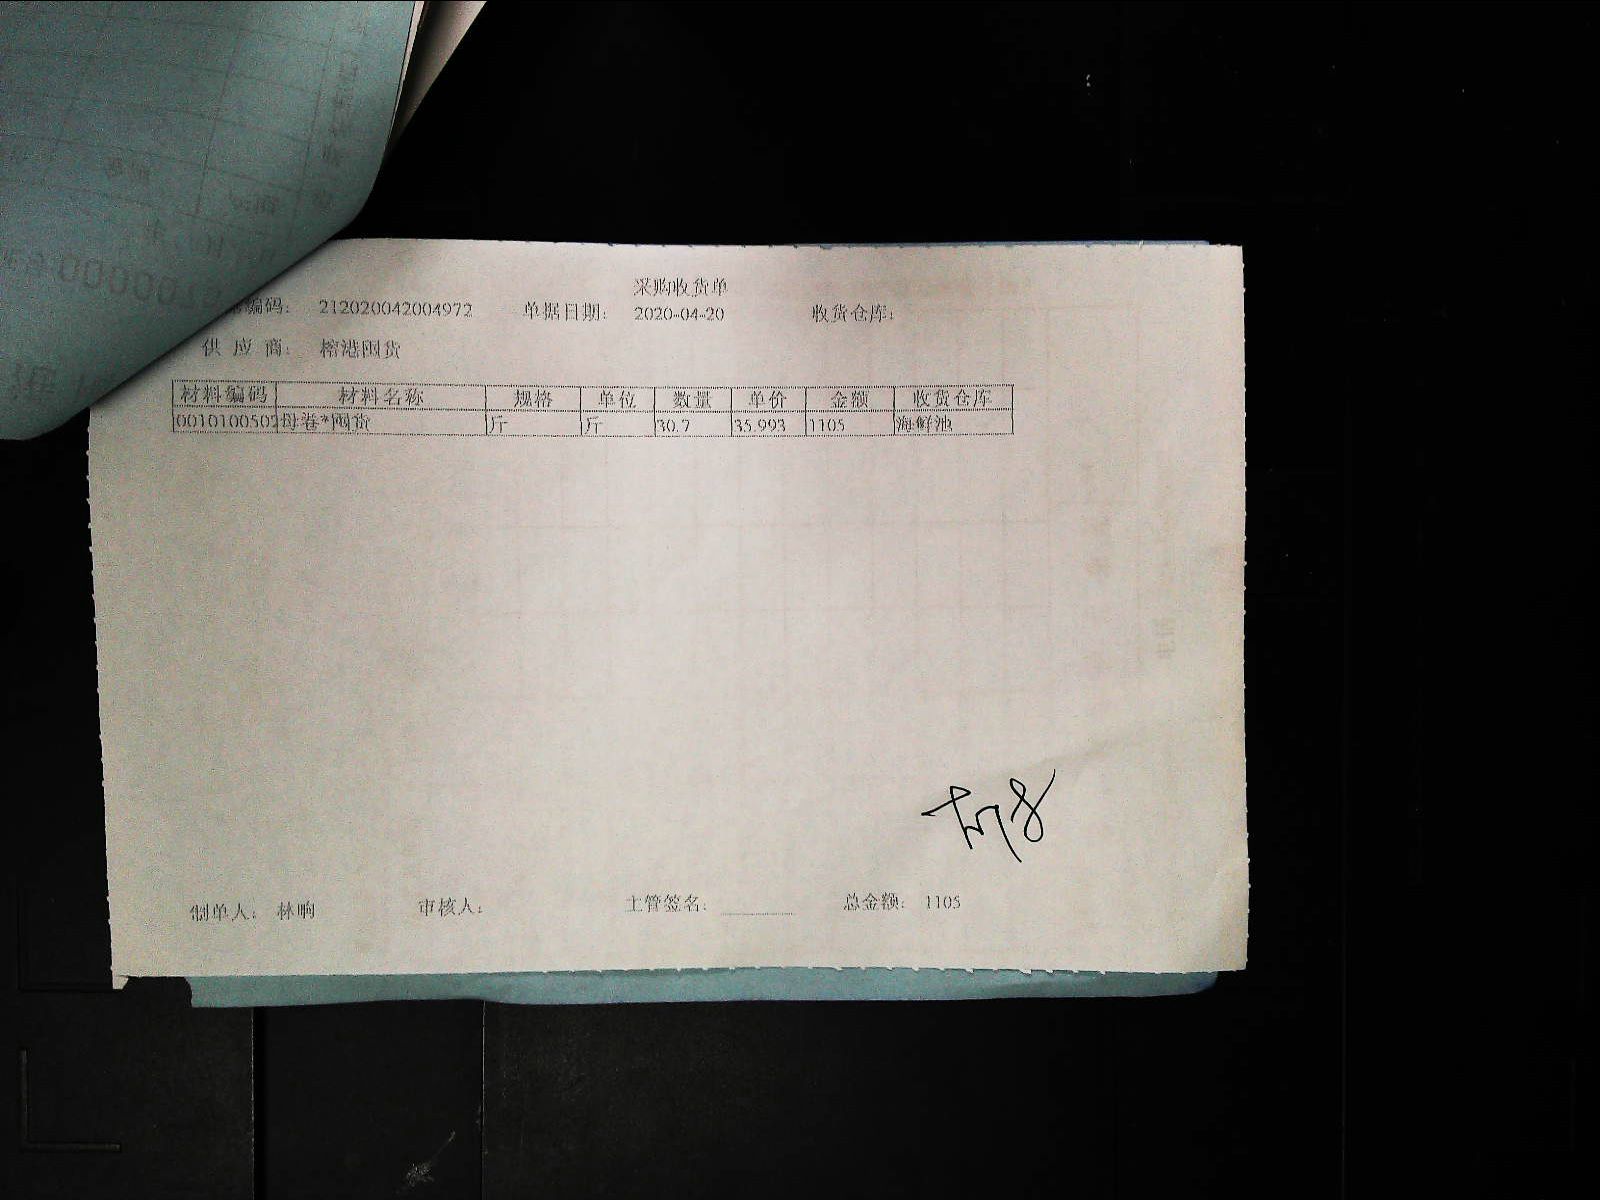 采购收货单
编码: 212020042004972 单据日期: 2020-04-20 收货仓库:
供应商: 榕港囤货
材料编码 材料名称 规格 单位 数量 单价 金额 收货仓库
0010100502 母卷*囤货 斤 斤 30.7 35.993 1105 海鲜池
制单人: 林响 审核人: 主管签名: 总金额: 1105